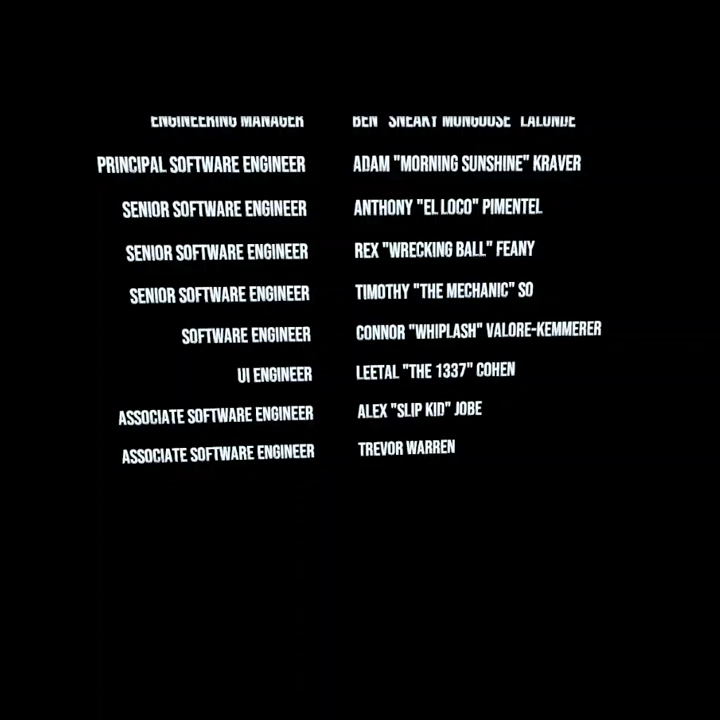 ENGINEERING MANAGER BEN "SNEAKY MONGOOSE" LALONDE
PRINCIPAL SOFTWARE ENGINEER ADAM "MORNING SUNSHINE" KRAVER
SENIOR SOFTWARE ENGINEER ANTHONY "EL LOCO" PIMENTEL
SENIOR SOFTWARE ENGINEER REX "WRECKING BALL" FEANY
SENIOR SOFTWARE ENGINEER TIMOTHY "THE MECHANIC" SO
SOFTWARE ENGINEER CONNOR "WHIPLASH" VALORE-KEMMERER
UI ENGINEER LEETAL "THE 1337" COHEN
ASSOCIATE SOFTWARE ENGINEER ALEX "SLIP KID" JOBE
ASSOCIATE SOFTWARE ENGINEER TREVOR WARREN